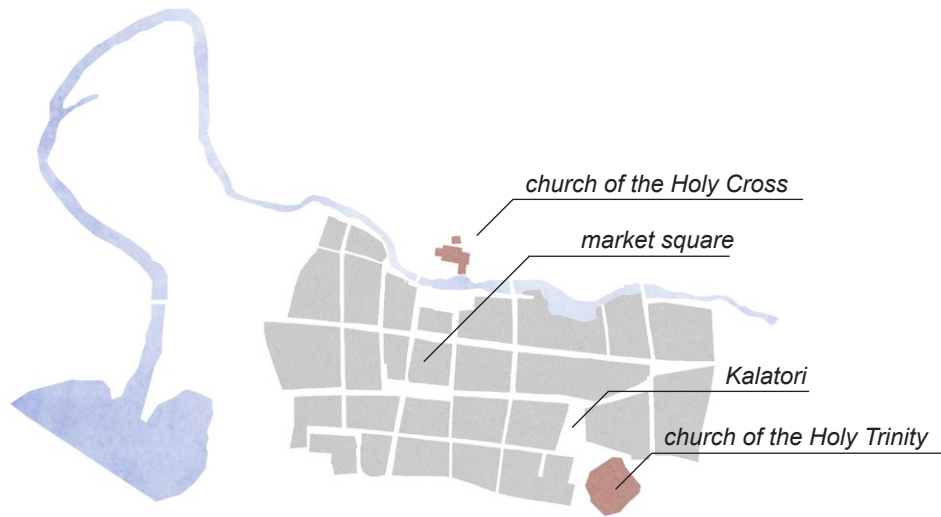 church of the Holy Cross
market square
Kalatori
church of the Holy Trinity